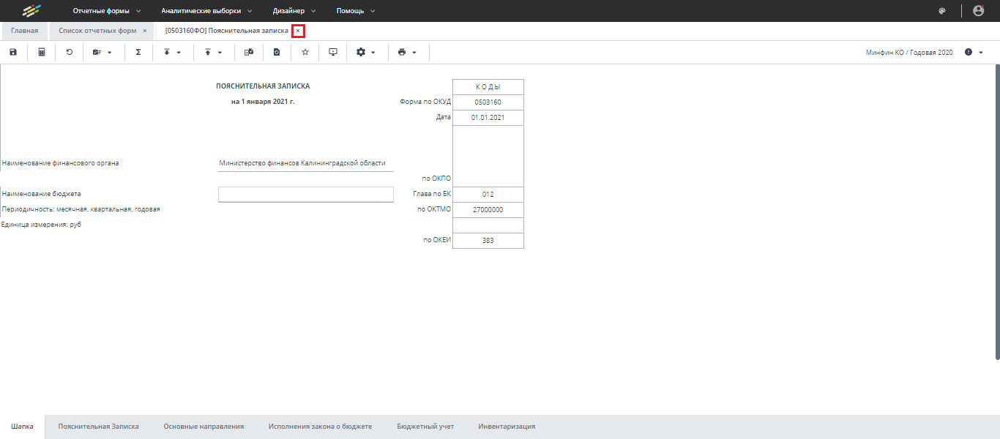 Отчетные формы Аналитические выборки Дизайнер Помощь
Главная Список отчетных форм × [0503160ФО] Пояснительная записка ×
Минфин КО / Годовая 2020
ПОЯСНИТЕЛЬНАЯ ЗАПИСКА К О Д Ы
на 1 января 2021 г. Форма по ОКУД 0503160
Дата 01.01.2021
Наименование финансового органа Министерство финансов Калининградской области
по ОКПО
Наименование бюджета Глава по БК 012
Периодичность: месячная, квартальная, годовая по ОКТМО 27000000
Единица измерения: руб
по ОКЕИ 383
Шапка Пояснительная Записка Основные направления Исполнения закона о бюджете Бюджетный учет Инвентаризация